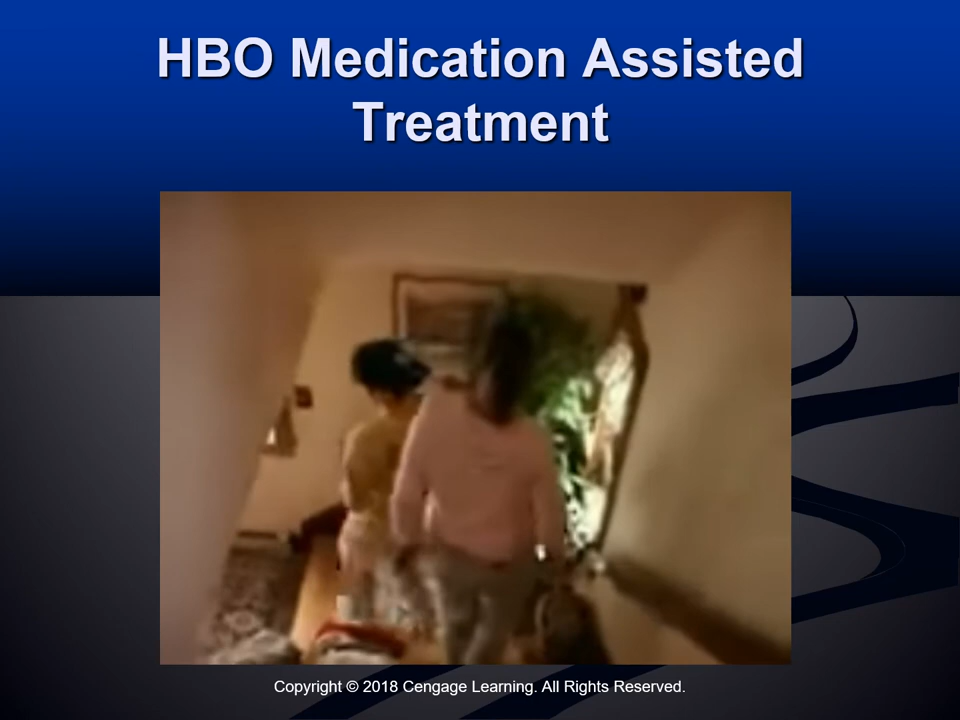 HBO Medication Assisted
Treatment
Copyright © 2018 Cengage Learning. All Rights Reserved.